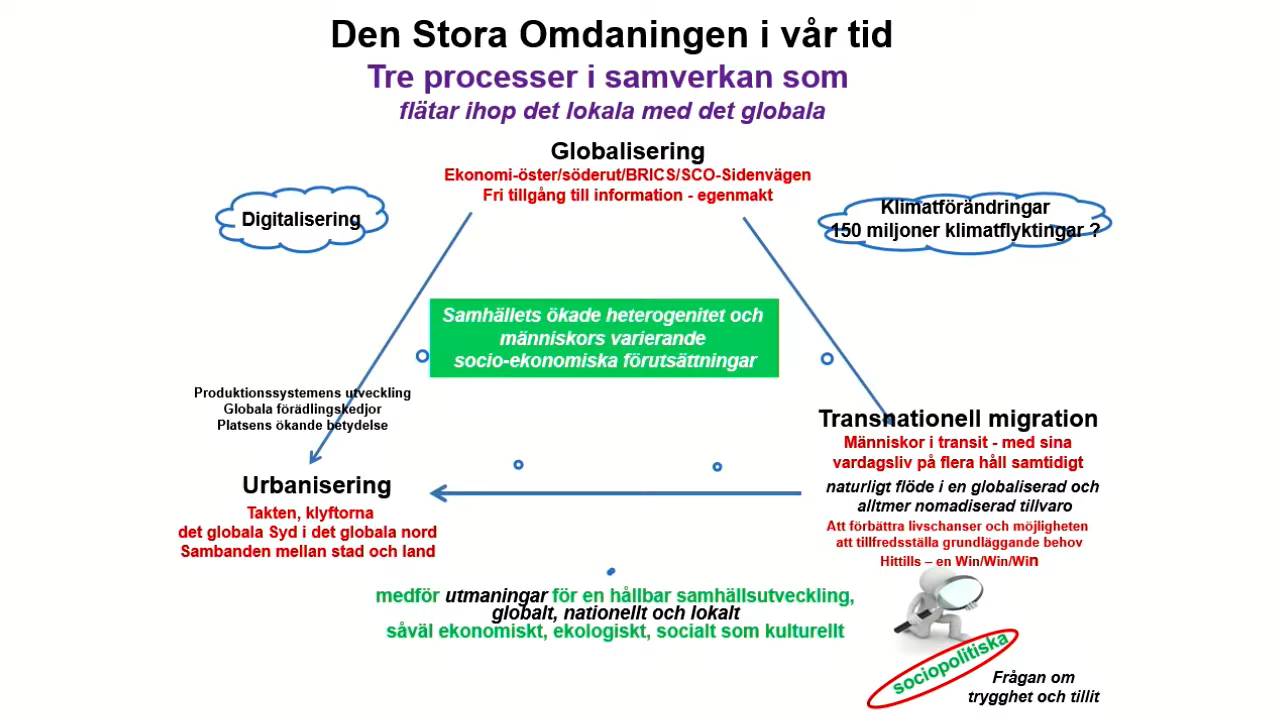 Den Stora Omdaningen i vår tid
Tre processer i samverkan som
flätar ihop det lokala med det globala
Globalisering
Ekonomi-öster/söderut/BRICS/SCO-Sidenvägen
Fri tillgång till information - egenmakt
Digitalisering
Klimatförändringar
150 miljoner klimatflyktingar ?
Samhällets ökade heterogenitet och
människors varierande
socio-ekonomiska förutsättningar
Produktionssystemens utveckling
Globala förädlingskedjor
Platsens ökande betydelse
Transnationell migration
Människor i transit - med sina
vardagsliv på flera håll samtidigt
naturligt flöde i en globaliserad och
alltmer nomadiserad tillvaro
Att förbättra livschanser och möjligheten
att tillfredsställa grundläggande behov
Hittills – en Win/Win/Win
Urbanisering
Takten, klyftorna
det globala Syd i det globala nord
Sambanden mellan stad och land
medför utmaningar för en hållbar samhällsutveckling,
globalt, nationellt och lokalt
såväl ekonomiskt, ekologiskt, socialt som kulturellt
sociopolitiska
Frågan om
trygghet och tillit